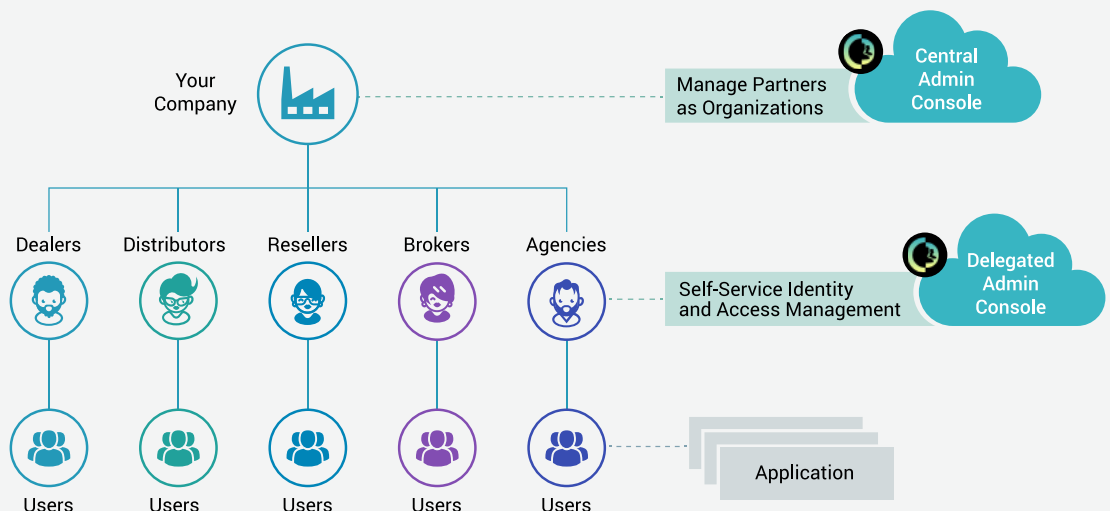 Your
Company
Manage Partners
as Organizations
Central
Admin
Console
Dealers
Distributors
Resellers
Brokers
Agencies
Self-Service Identity
and Access Management
Delegated
Admin
Console
Application
Users
Users
Users
Users
Users